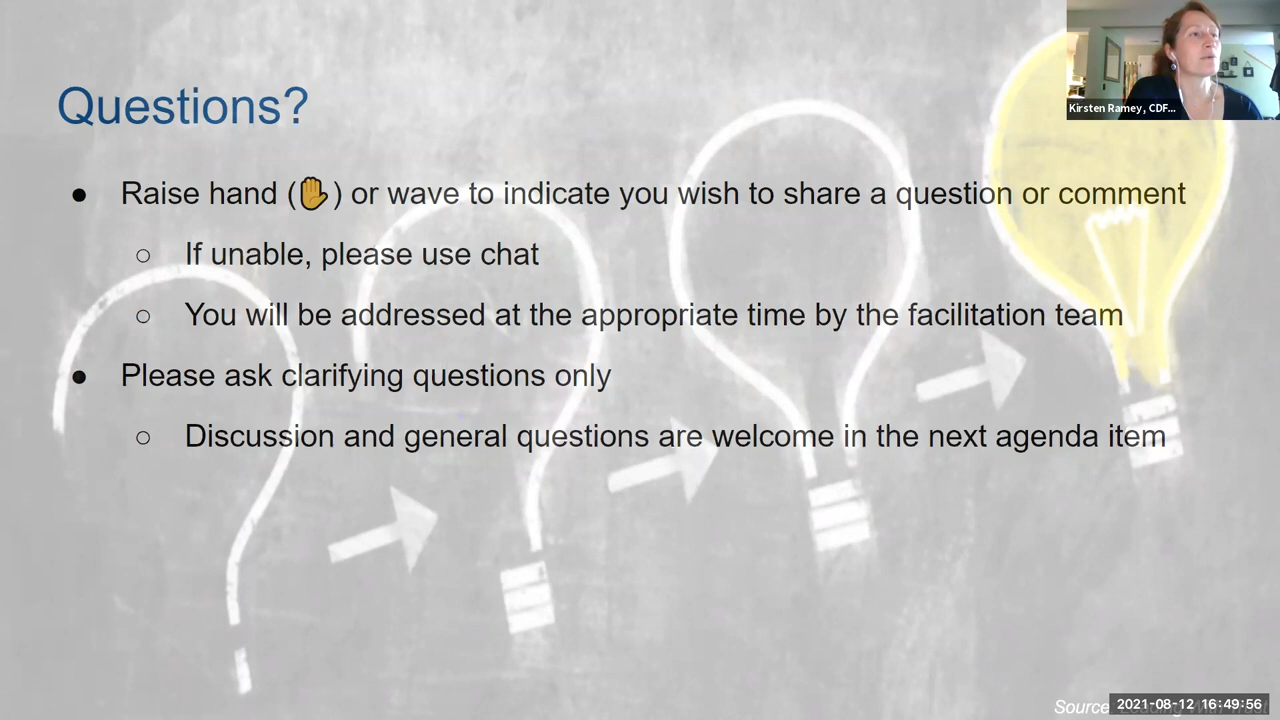 Kirsten Ramey, CDF...
Questions?
● Raise hand (✋) or wave to indicate you wish to share a question or comment
○ If unable, please use chat
○ You will be addressed at the appropriate time by the facilitation team
● Please ask clarifying questions only
○ Discussion and general questions are welcome in the next agenda item
Source:
2021-08-12 16:49:56